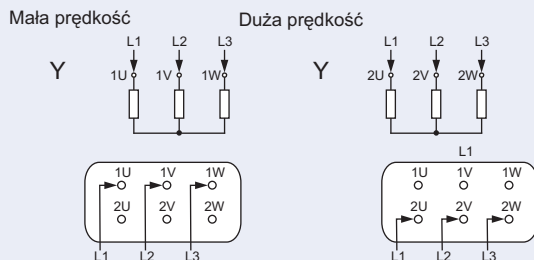 Mała prędkość
L1 L2 L3
Y
1U 1V 1W
1U 1V 1W
2U 2V 2W
L1 L2 L3
Duża prędkość
L1 L2 L3
Y
2U 2V 2W
L1
1U 1V 1W
2U 2V 2W
L1 L2 L3